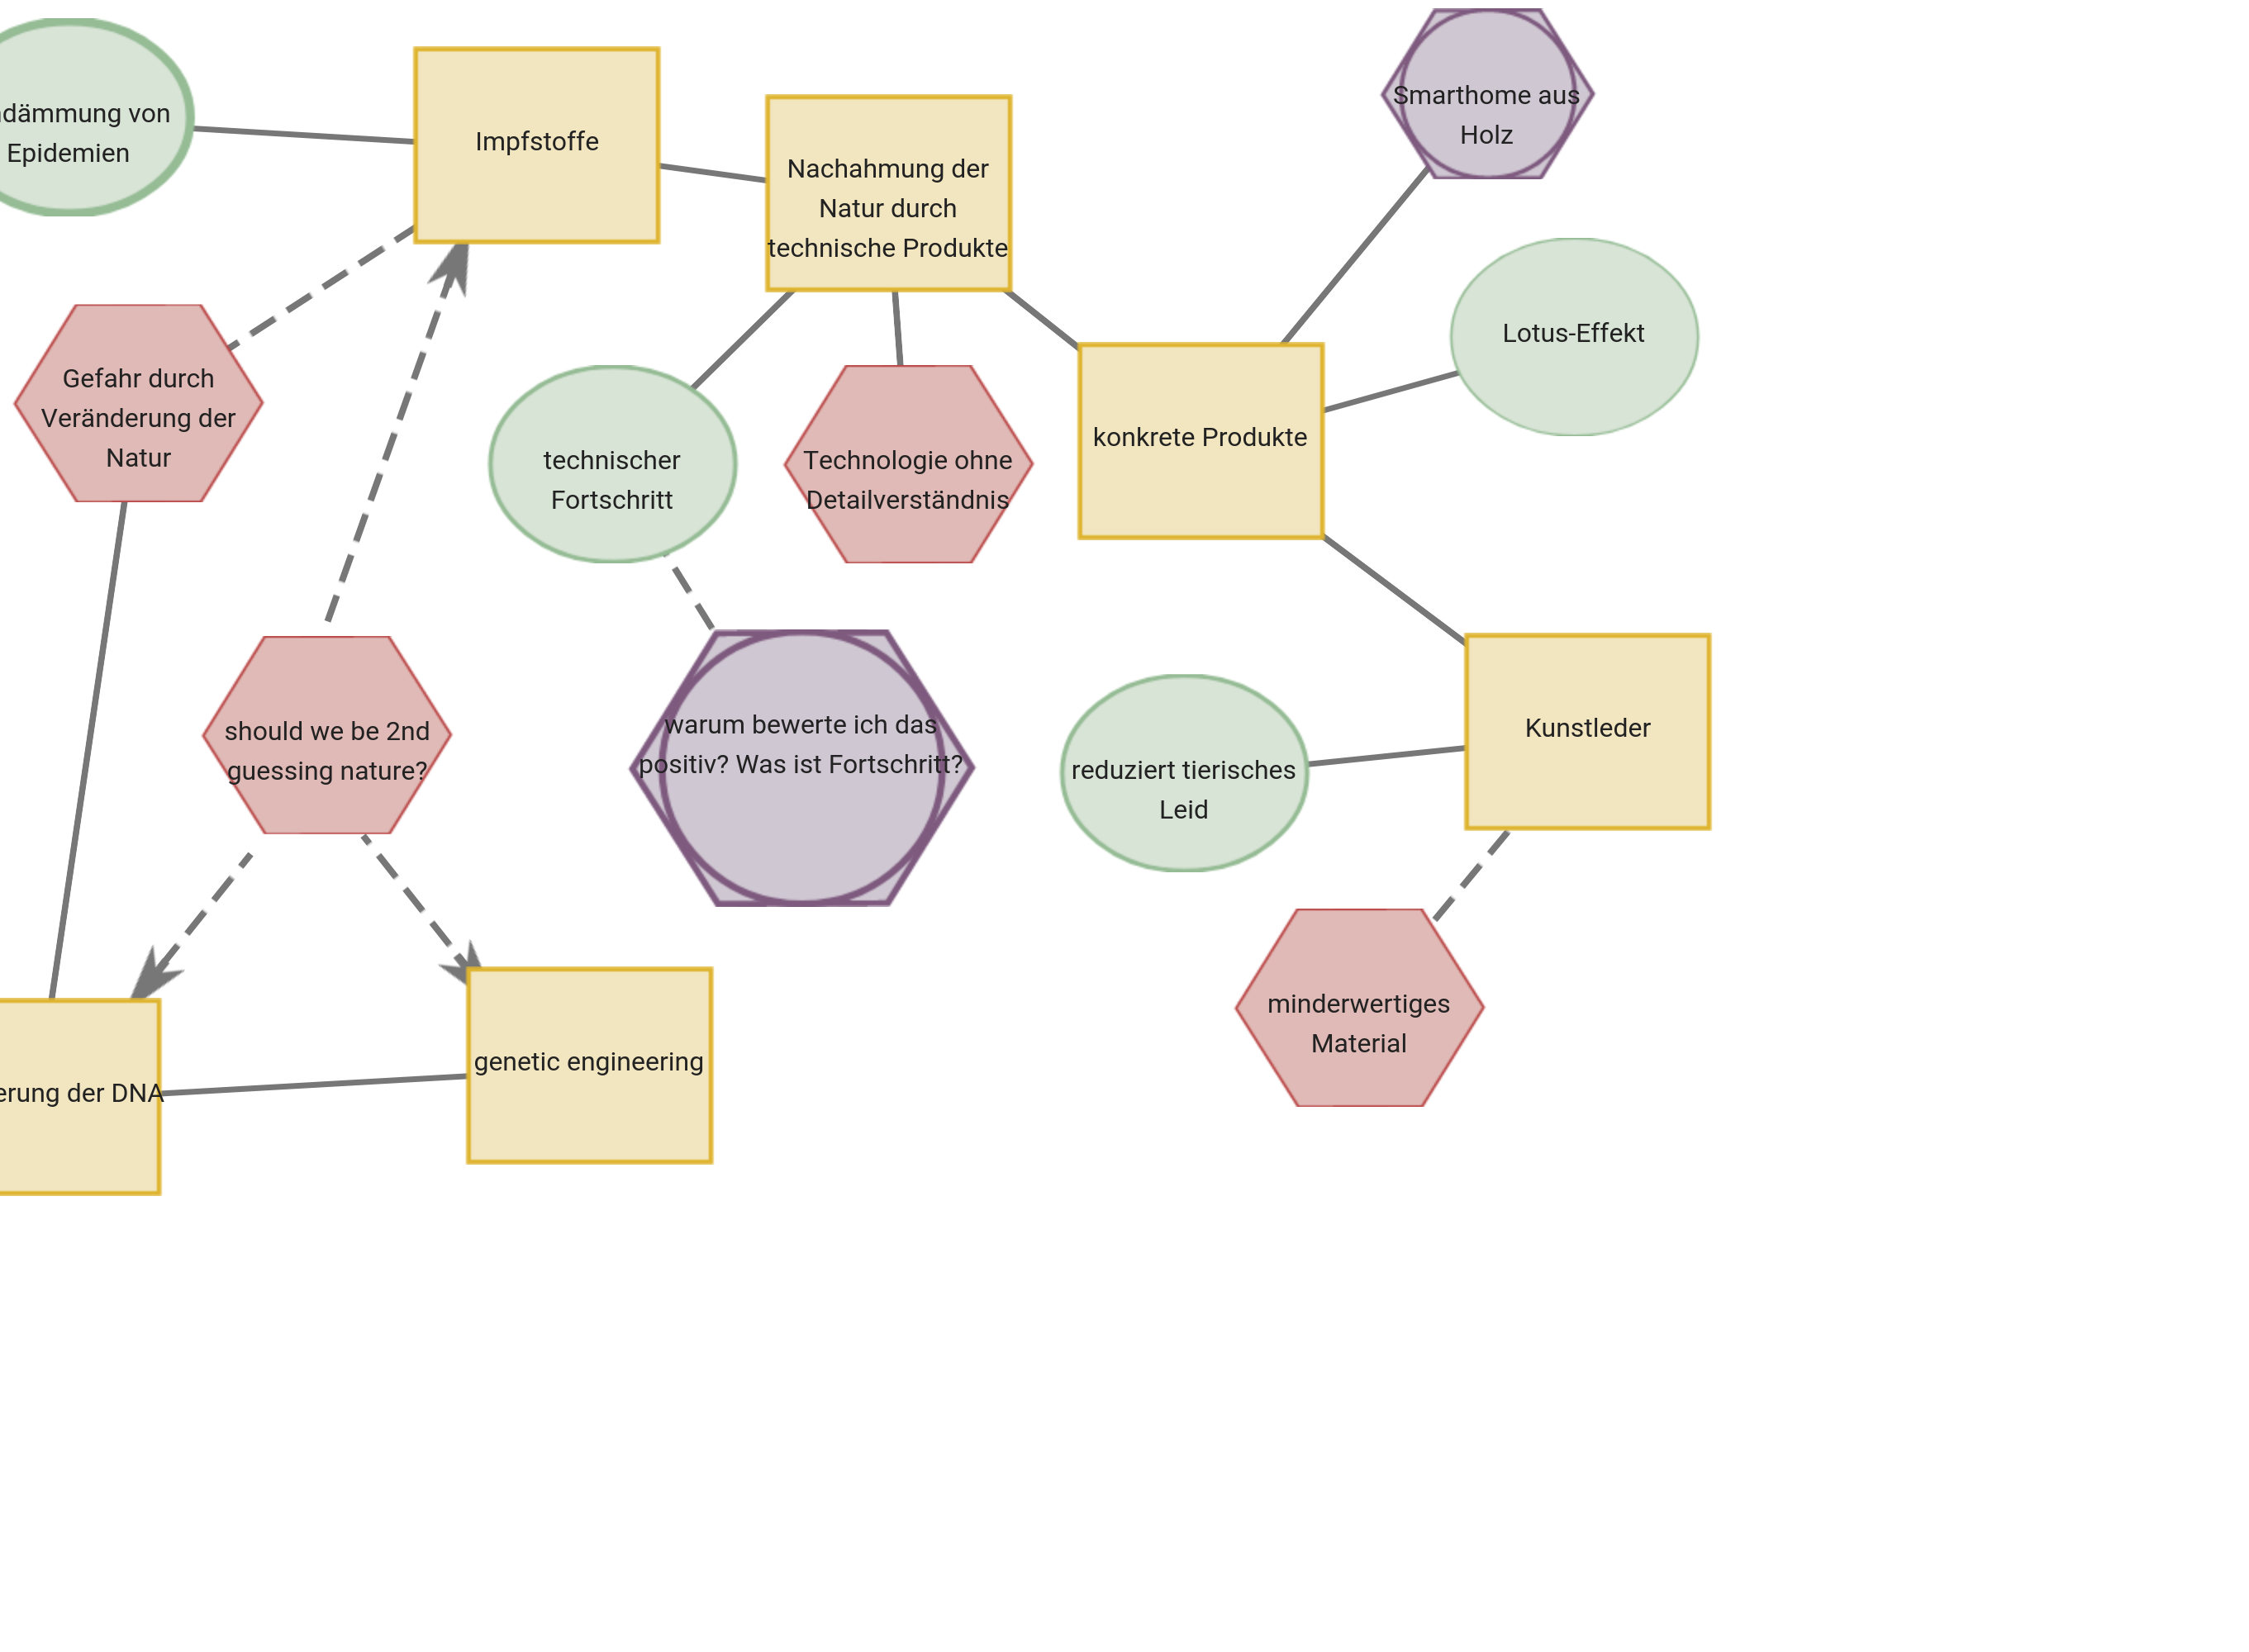 ndämmung von
Epidemien
Impfstoffe
Nachahmung der
Natur durch
technische Produkte
Smarthome aus
Holz
Lotus-Effekt
Gefahr durch
Veränderung der
Natur
technischer
Fortschritt
Technologie ohne
Detailverständnis
konkrete Produkte
should we be 2nd
guessing nature?
warum bewerte ich das
positiv? Was ist Fortschritt?
reduziert tierisches
Leid
Kunstleder
minderwertiges
Material
genetic engineering
erung der DNA